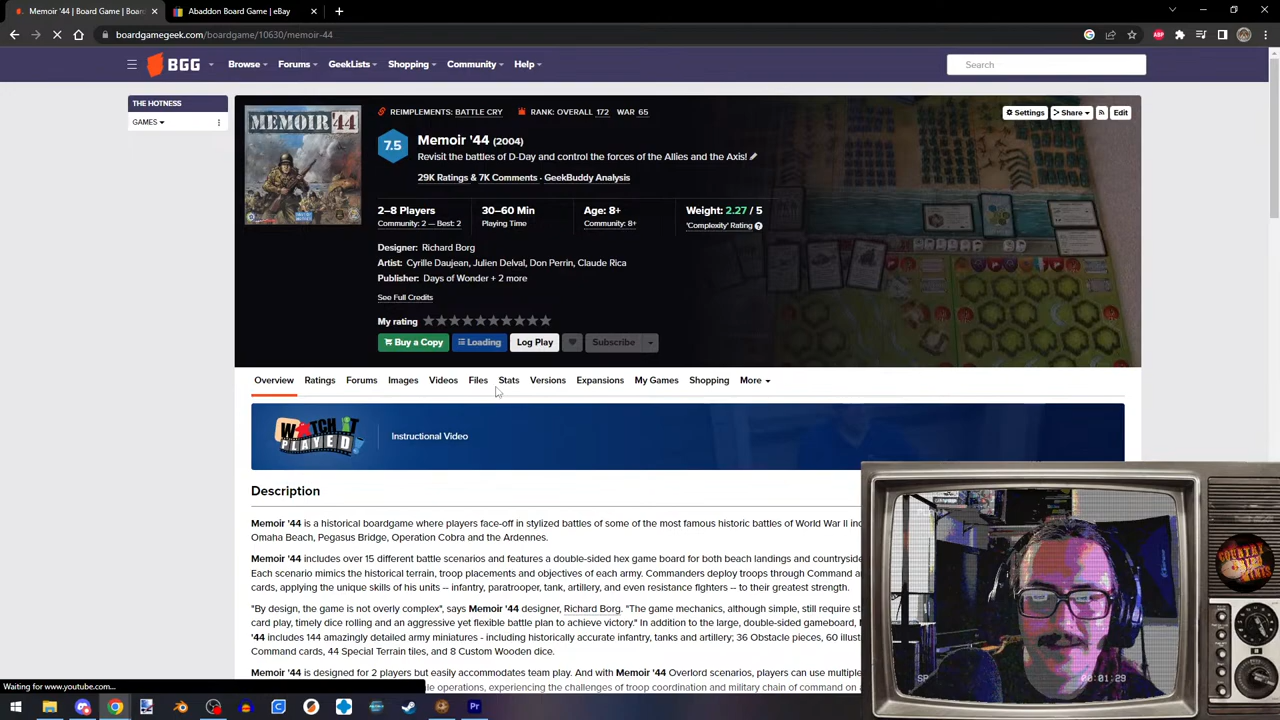 Memoir '44 | Board Game | Boar
Abaddon Board Game | eBay
boardgamegeek.com/boardgame/10630/memoir-44
ABP
BGG
Browse
Forums
GeekLists
Shopping
Community
Help
Search
THE HOTNESS
GAMES
MEMOIR '44
REIMPLEMENTS: BATTLE CRY
RANK: OVERALL 172 WAR 65
Settings
Share
Edit
7.5
Memoir '44 (2004)
Revisit the battles of D-Day and control the forces of the Allies and the Axis!
29K Ratings & 7K Comments · GeekBuddy Analysis
2–8 Players
30–60 Min
Age: 8+
Weight: 2.27 / 5
Community: 2 — Best: 2
Playing Time
Community: 8+
'Complexity' Rating
Designer: Richard Borg
Artist: Cyrille Daujean, Julien Delval, Don Perrin, Claude Rica
Publisher: Days of Wonder + 2 more
See Full Credits
My rating
Buy a Copy
Loading
Log Play
Subscribe
Overview
Ratings
Forums
Images
Videos
Files
Stats
Versions
Expansions
My Games
Shopping
More
WATCH IT
PLAYED
Instructional Video
Description
Memoir '44 is a historical boardgame where players face-off in stylized battles of some of the most famous historic battles of World War II inc
Omaha Beach, Pegasus Bridge, Operation Cobra and the Ardennes.
Memoir '44 includes over 15 different battle scenarios and features a double-sided hex game board for both beach landings and countryside
Each scenario mimics the historical terrain, troop placements and objectives of each army. Commanders deploy troops through Command a
cards, applying the unique skills of his units -- infantry, paratrooper, tank, artillery, and even resistance fighters -- to their greatest strength.
"By design, the game is not overly complex", says Memoir '44 designer, Richard Borg. "The game mechanics, although simple, still require st
card play, timely dice rolling and an aggressive yet flexible battle plan to achieve victory." In addition to the large, double-sided gameboard,
'44 includes 144 amazingly detailed army miniatures - including historically accurate infantry, tanks and artillery; 36 Obstacle pieces, 60 illust
Command cards, 44 Special Terrain tiles, and 8 Custom Wooden dice.
Memoir '44 is designed for 2 players but easily accommodates team play. And with Memoir '44 Overlord scenarios, players can use multiple
le operations, experiencing the challenges of troop coordination and military chain of command on a
Waiting for www.youtube.com...
SP
00:01:29
COUNTRY
Pr